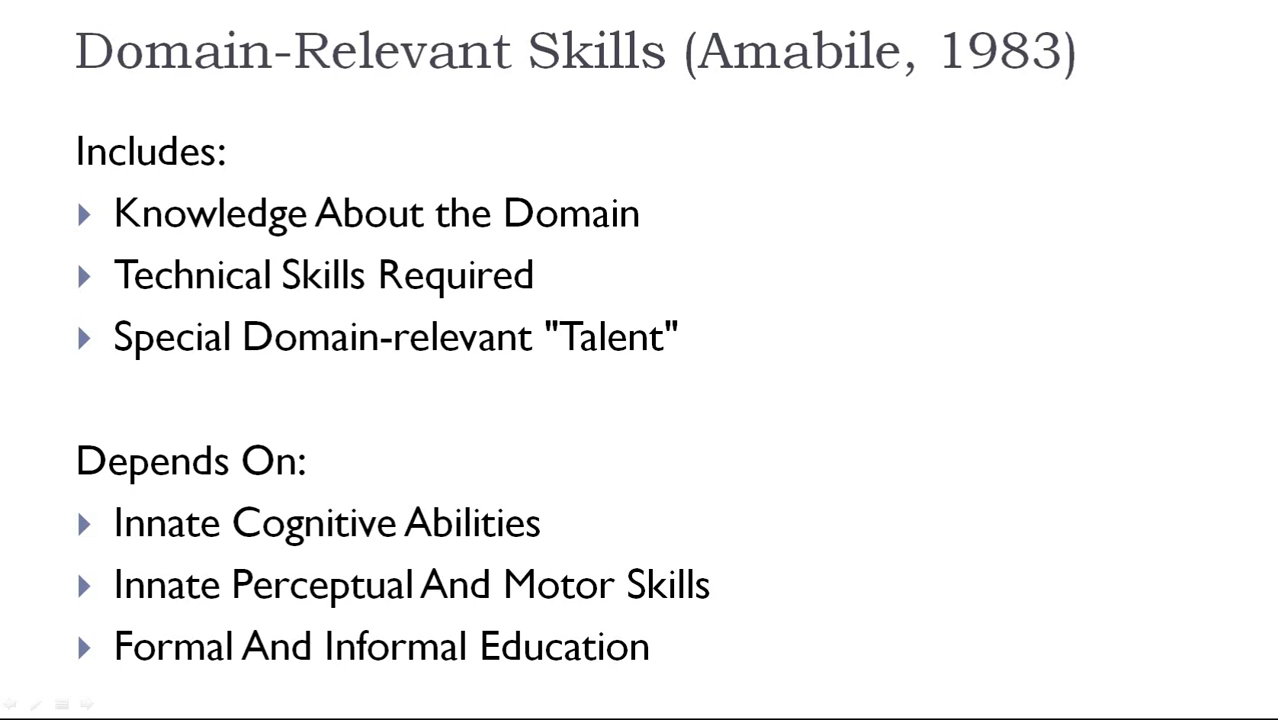 Domain-Relevant Skills (Amabile, 1983)
Includes:
Knowledge About the Domain
Technical Skills Required
Special Domain-relevant "Talent"
Depends On:
Innate Cognitive Abilities
Innate Perceptual And Motor Skills
Formal And Informal Education